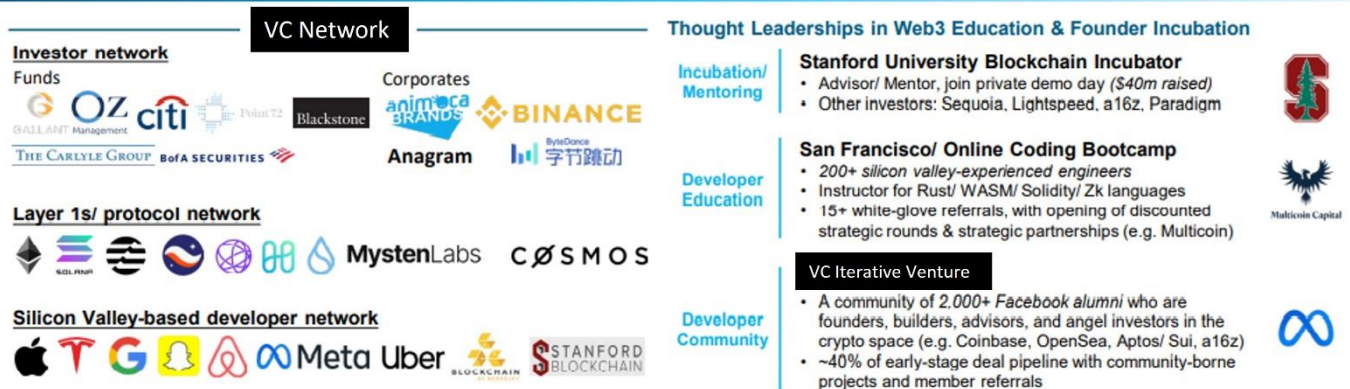 VC Network
Investor network
Funds
Corporates
GALLANT
OZ
Management
citi
Point72
Blackstone
animoca
BRANDS
BINANCE
THE CARLYLE GROUP
BofA SECURITIES
Anagram
ByteDance
字节跳动
Layer 1s/ protocol network
SOLANA
MystenLabs
COSMOS
Silicon Valley-based developer network
G
Meta
Uber
BLOCKCHAIN
AT BERKELEY
STANFORD
BLOCKCHAIN
Thought Leaderships in Web3 Education & Founder Incubation
Incubation/
Mentoring
Stanford University Blockchain Incubator
• Advisor/ Mentor, join private demo day ($40m raised)
• Other investors: Sequoia, Lightspeed, a16z, Paradigm
Developer
Education
San Francisco/ Online Coding Bootcamp
• 200+ silicon valley-experienced engineers
• Instructor for Rust/ WASM/ Solidity/ Zk languages
• 15+ white-glove referrals, with opening of discounted
strategic rounds & strategic partnerships (e.g. Multicoin)
Multicoin Capital
Developer
Community
VC Iterative Venture
• A community of 2,000+ Facebook alumni who are
founders, builders, advisors, and angel investors in the
crypto space (e.g. Coinbase, OpenSea, Aptos/ Sui, a16z)
• ~40% of early-stage deal pipeline with community-borne
projects and member referrals